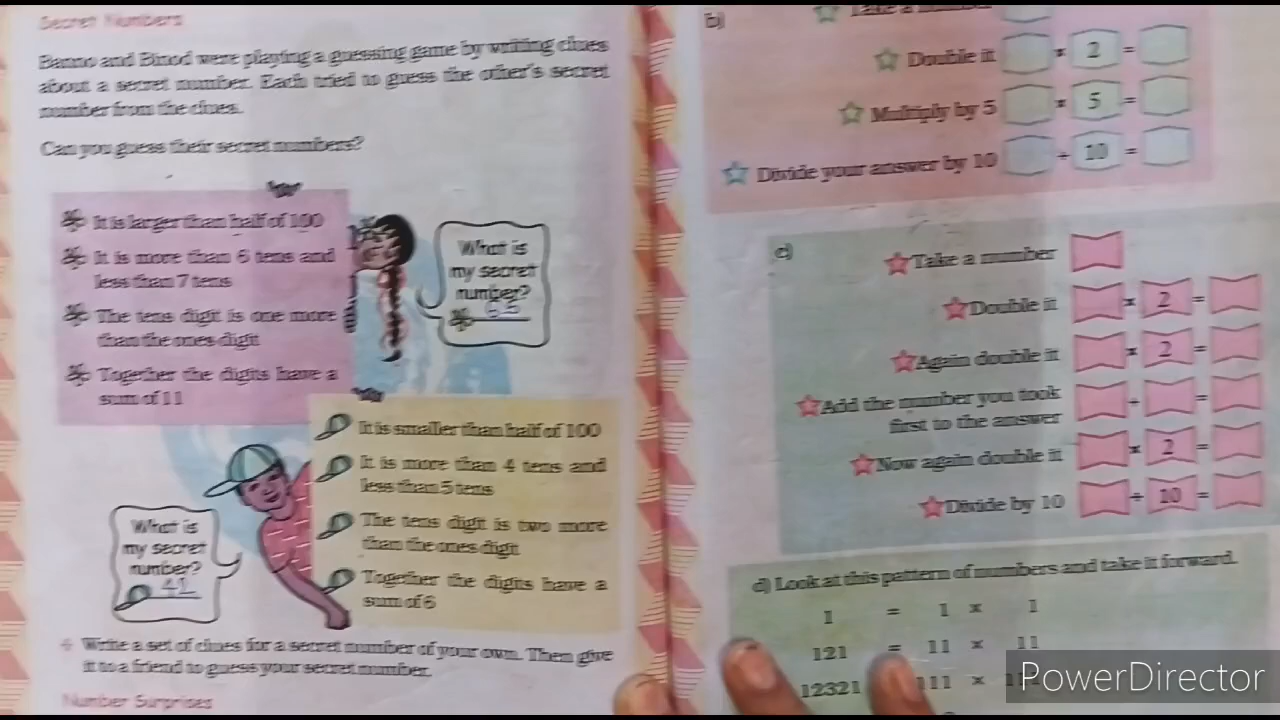 Secret Numbers
Banno and Binod were playing a guessing game by writing clues
about a secret number. Each tried to guess the other's secret
number from the clues.
Can you guess their secret numbers?
It is larger than half of 100
It is more than 6 tens and
less than 7 tens
The tens digit is one more
than the ones digit
Together the digits have a
sum of 11
What is
my secret
number?
65
It is smaller than half of 100
It is more than 4 tens and
less than 5 tens
The tens digit is two more
than the ones digit
Together the digits have a
sum of 6
What is
my secret
number?
Write a set of clues for a secret number of your own. Then give
it to a friend to guess your secret number.
Number Surprises
b) Take a number
Double it × 2 =
Multiply by 5 × 5 =
Divide your answer by 10 ÷ 10 =
c)
Take a number
Double it × 2 =
Again double it × 2 =
Add the number you took + =
first to the answer
Now again double it × 2 =
Divide by 10 ÷ 10 =
d) Look at this pattern of numbers and take it forward.
1 = 1 × 1
121 = 11 × 11
12321 111 ×
PowerDirector